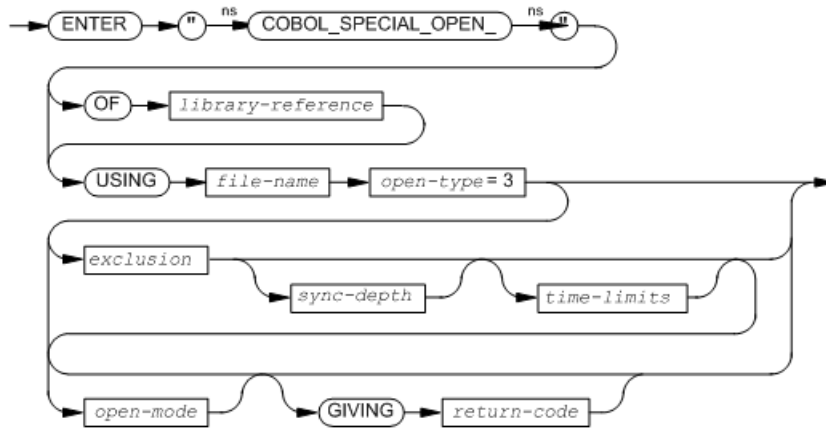 ENTER " ns COBOL_SPECIAL_OPEN_ ns "
OF library-reference
USING file-name open-type = 3
exclusion
sync-depth time-limits
open-mode GIVING return-code